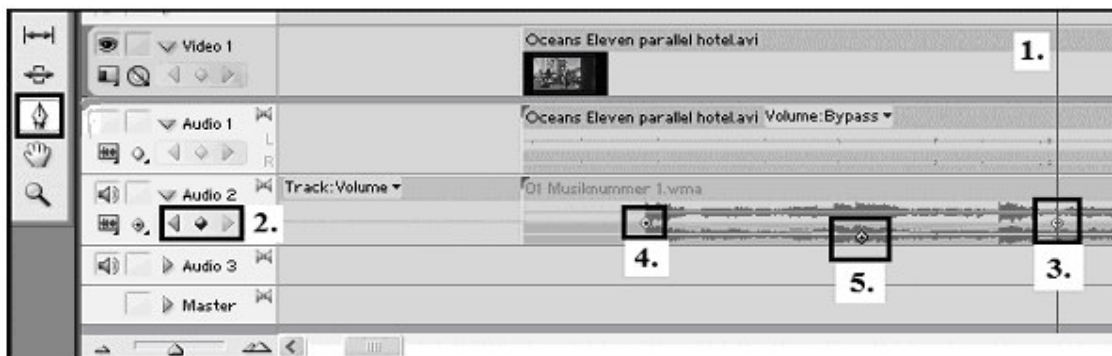 Video 1
Oceans Eleven parallel hotel.avi
1.
Audio 1
Oceans Eleven parallel hotel.avi Volume:Bypass
L
R
Audio 2
Track:Volume
01 Musiknummer 1.wma
2.
4.
5.
3.
Audio 3
Master